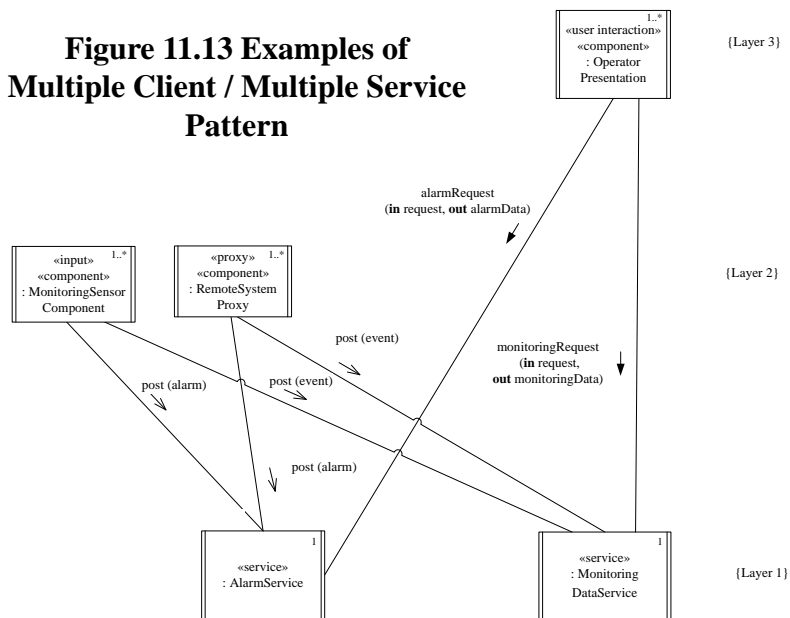 Figure 11.13 Examples of
Multiple Client / Multiple Service
Pattern
1..*
«user interaction»
«component»
: Operator
Presentation
{Layer 3}
alarmRequest
(in request, out alarmData)
1..*
«input»
«component»
: MonitoringSensor
Component
1..*
«proxy»
«component»
: RemoteSystem
Proxy
{Layer 2}
post (event)
monitoringRequest
(in request,
out monitoringData)
post (alarm)
post (event)
post (alarm)
1
«service»
: AlarmService
1
«service»
: Monitoring
DataService
{Layer 1}